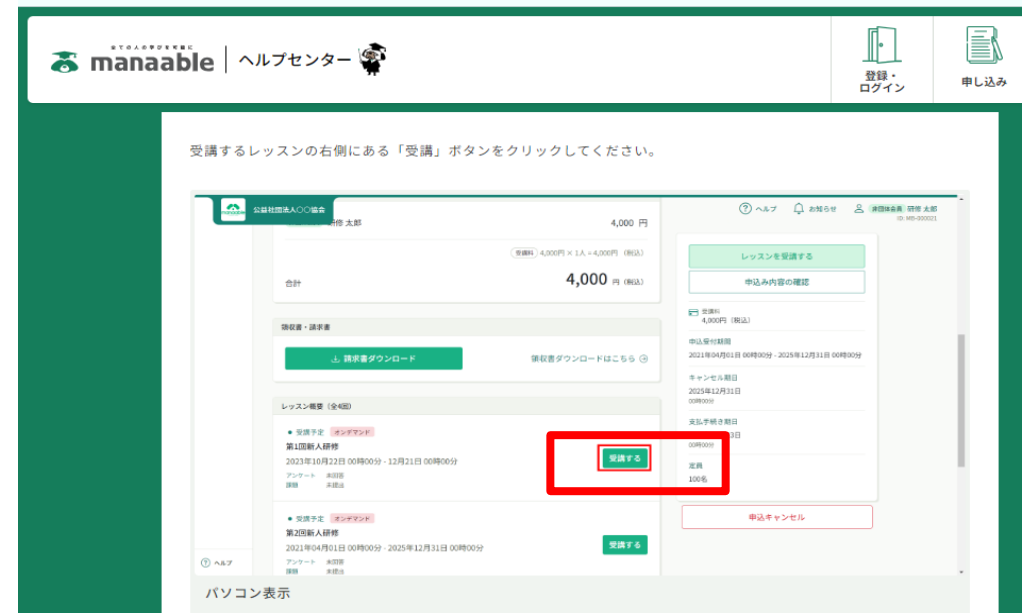 全ての人の学びを可能に
manaable ヘルプセンター
登録・
ログイン
申し込み
受講するレッスンの右側にある「受講」ボタンをクリックしてください。
manaable 公益社団法人〇〇協会
ヘルプ お知らせ 非団体会員 研修 太郎
ID: MB-000021
研修 太郎 4,000 円
受講料 4,000円 × 1人 = 4,000円 (税込)
合計 4,000 円 (税込)
領収書・請求書
請求書ダウンロード 領収書ダウンロードはこちら
レッスン概要（全4回）
受講予定 オンデマンド
第1回新人研修
2023年10月22日 00時00分 - 12月21日 00時00分
アンケート 未回答
課題 未提出
受講する
受講予定 オンデマンド
第2回新人研修
2021年04月01日 00時00分 - 2025年12月31日 00時00分
アンケート 未回答
課題 未提出
受講する
レッスンを受講する
申込み内容の確認
受講料
4,000円（税込）
申込受付期間
2021年04月01日 00時00分 - 2025年12月31日 00時00分
キャンセル期日
2025年12月31日
00時00分
支払手続き期日
3日
00時00分
定員
100名
申込キャンセル
ヘルプ
パソコン表示